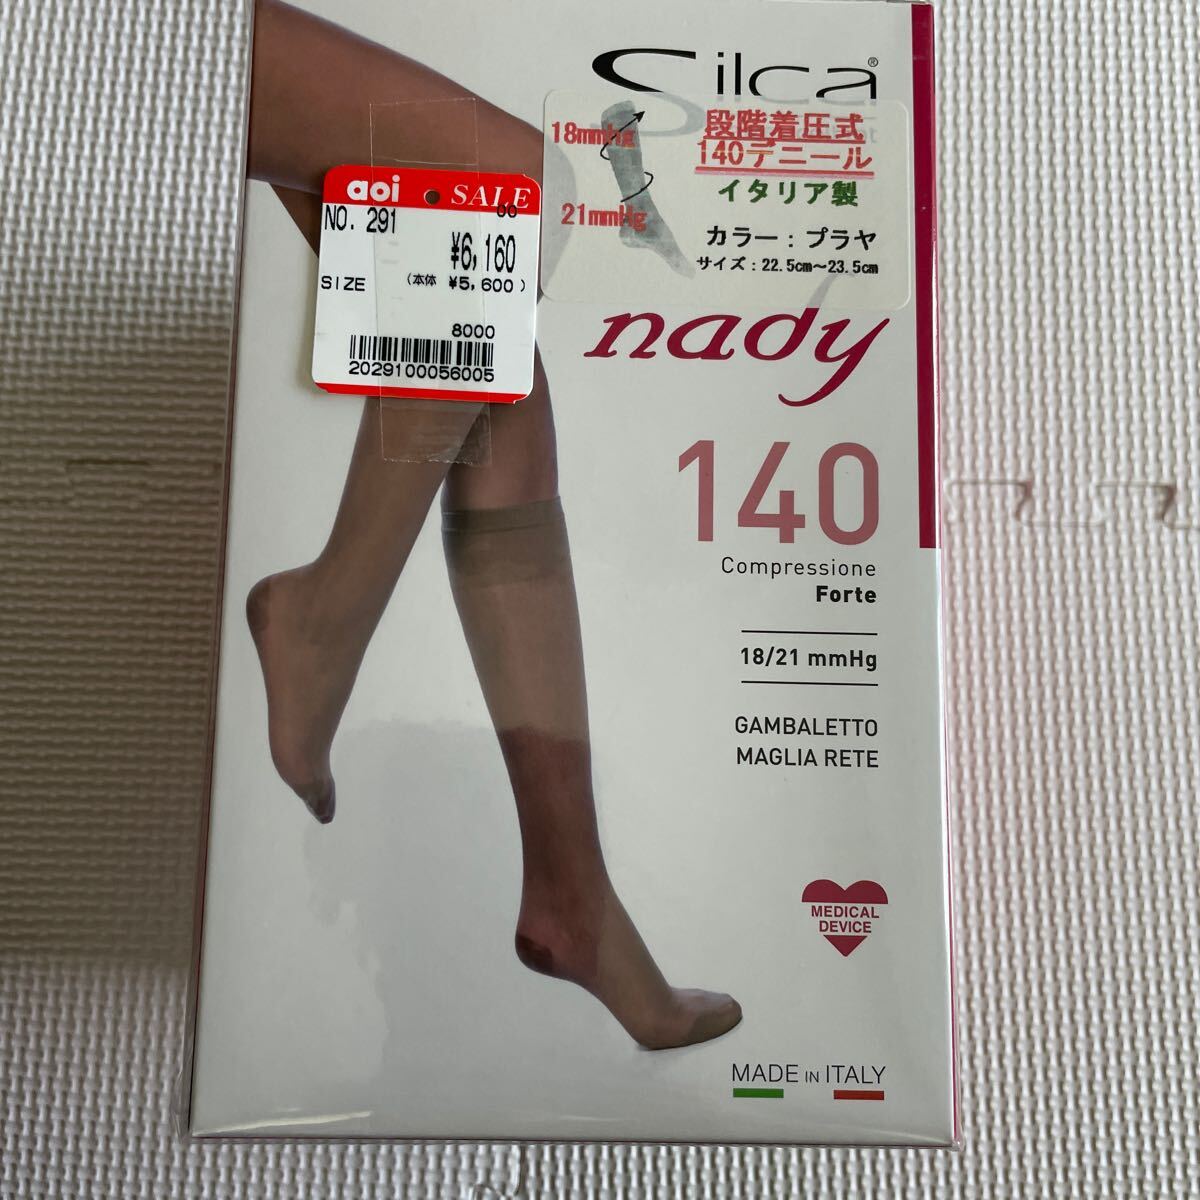 Silca®
18mmhg
段階着圧式
140デニール
イタリア製
21mmHg
カラー：プラヤ
サイズ：22.5cm～23.5cm
aoi SALE
00
NO. 291
¥6,160
SIZE (本体 ¥5,600)
8000
2029100056005
nady
140
Compressione
Forte
18/21 mmHg
GAMBALETTO
MAGLIA RETE
MEDICAL
DEVICE
MADE IN ITALY